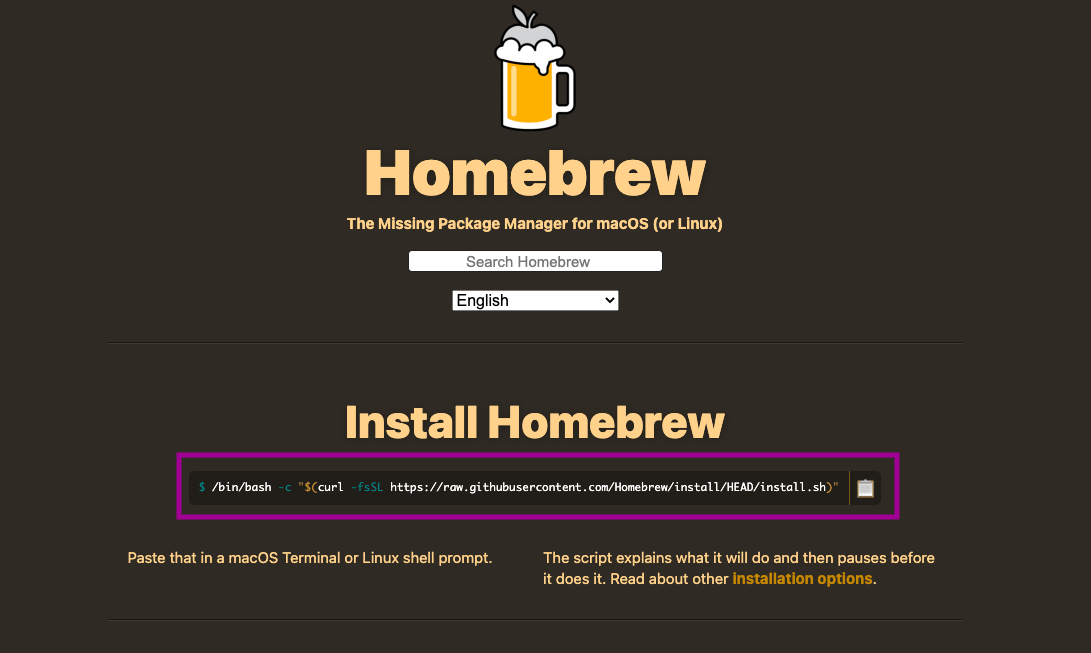 Homebrew
The Missing Package Manager for macOS (or Linux)
Search Homebrew
English
Install Homebrew
$ /bin/bash -c "$(curl -fsSL https://raw.githubusercontent.com/Homebrew/install/HEAD/install.sh)"
Paste that in a macOS Terminal or Linux shell prompt.
The script explains what it will do and then pauses before
it does it. Read about other installation options.